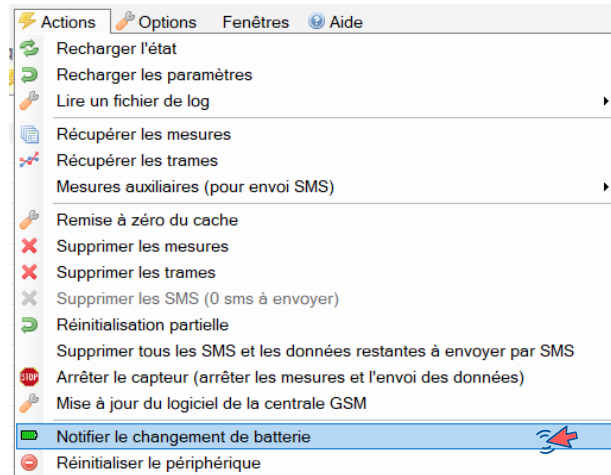 Actions Options Fenêtres Aide
Recharger l'état
Recharger les paramètres
Lire un fichier de log
Récupérer les mesures
Récupérer les trames
Mesures auxiliaires (pour envoi SMS)
Remise à zéro du cache
Supprimer les mesures
Supprimer les trames
Supprimer les SMS (0 sms à envoyer)
Réinitialisation partielle
Supprimer tous les SMS et les données restantes à envoyer par SMS
STOP Arrêter le capteur (arrêter les mesures et l'envoi des données)
Mise à jour du logiciel de la centrale GSM
Notifier le changement de batterie
Réinitialiser le périphérique